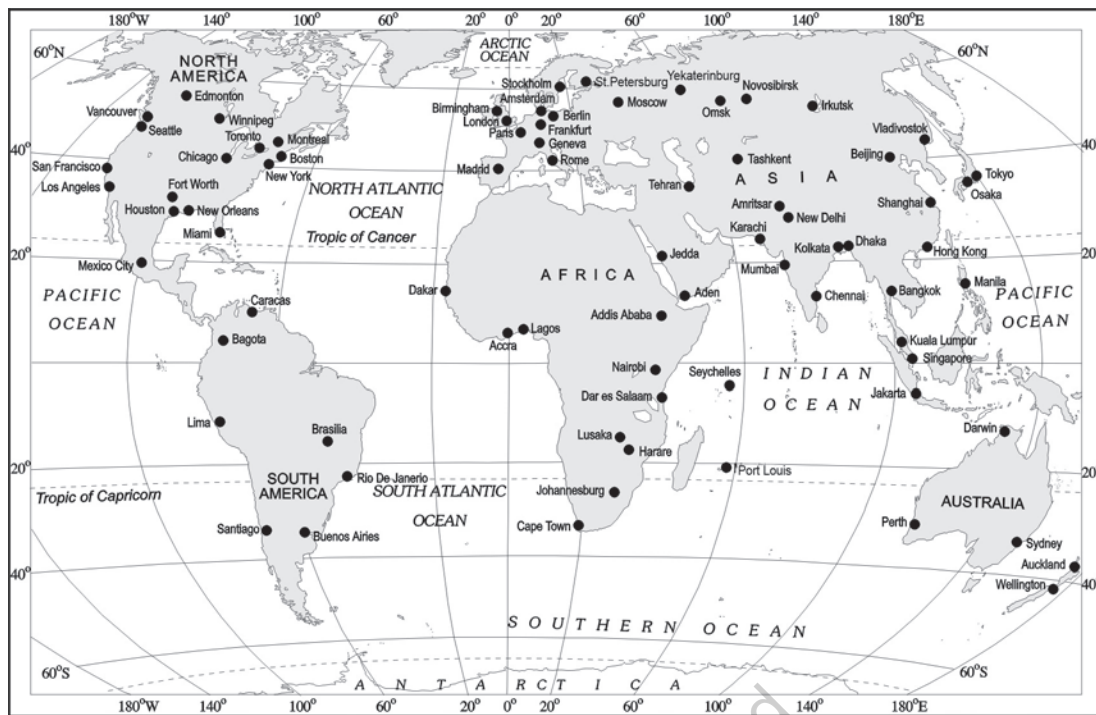 180°W 140° 100° 60° 20° 0° 20° 60° 100° 140° 180°E
60°N
ARCTIC
OCEAN
60°N
NORTH
AMERICA
Stockholm
St.Petersburg
Yekaterinburg
Novosibirsk
Edmonton
Amsterdam
Moscow
Omsk
Irkutsk
Vancouver
Winnipeg
Birmingham
Berlin
Seattle
London
Frankfurt
Vladivostok
Toronto
Montreal
Paris
Geneva
40°
Chicago
Boston
Rome
Tashkent
Beijing
40°
San Francisco
New York
Madrid
Tehran
A S I A
Tokyo
Los Angeles
Fort Worth
NORTH ATLANTIC
OCEAN
Osaka
Houston
New Orleans
Amritsar
New Delhi
Shanghai
Miami
Tropic of Cancer
Karachi
Kolkata
Dhaka
20°
Mexico City
Jedda
Mumbai
Hong Kong
20°
A F R I C A
PACIFIC
OCEAN
Caracas
Dakar
Aden
Chennai
Bangkok
Manila
PACIFIC
OCEAN
Bagota
Addis Ababa
Lagos
Accra
Kuala Lumpur
Singapore
0°
Nairobi
Seychelles
I N D I A N
O C E A N
0°
Dar es Salaam
Jakarta
Lima
Brasilia
Lusaka
Harare
Darwin
20°
SOUTH
AMERICA
Rio De Janerio
Port Louis
20°
Tropic of Capricorn
SOUTH ATLANTIC
OCEAN
Johannesburg
AUSTRALIA
Santiago
Buenos Airies
Cape Town
Perth
Sydney
40°
Auckland
Wellington
40°
S O U T H E R N O C E A N
60°S
60°S
A N T A R C T I C A
180°W 140° 100° 60° 20° 0° 20° 60° 100° 140° 180°E
d